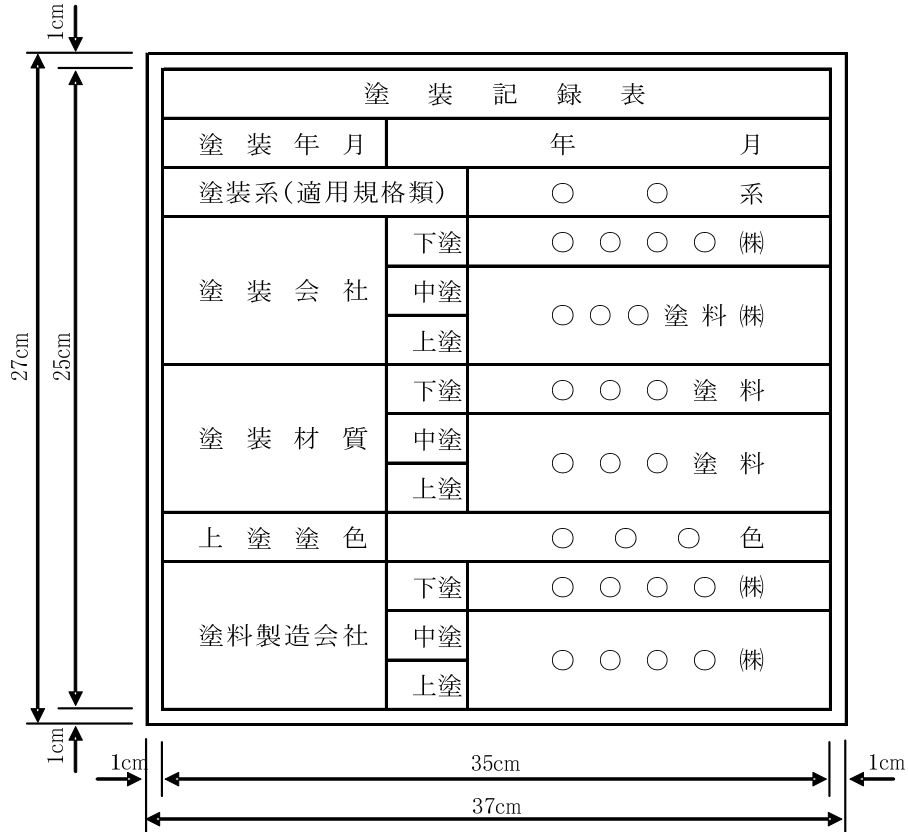 1cm
塗装記録表
塗装年月 年 月
塗装系(適用規格類) ○ ○ 系
塗装会社 下塗 ○○○○㈱
中塗 ○○○塗料㈱
上塗
塗装材質 下塗 ○○○塗料
中塗 ○○○塗料
上塗
上塗塗色 ○○○色
塗料製造会社 下塗 ○○○○㈱
中塗 ○○○○㈱
上塗
27cm
25cm
1cm
1cm 35cm 1cm
37cm